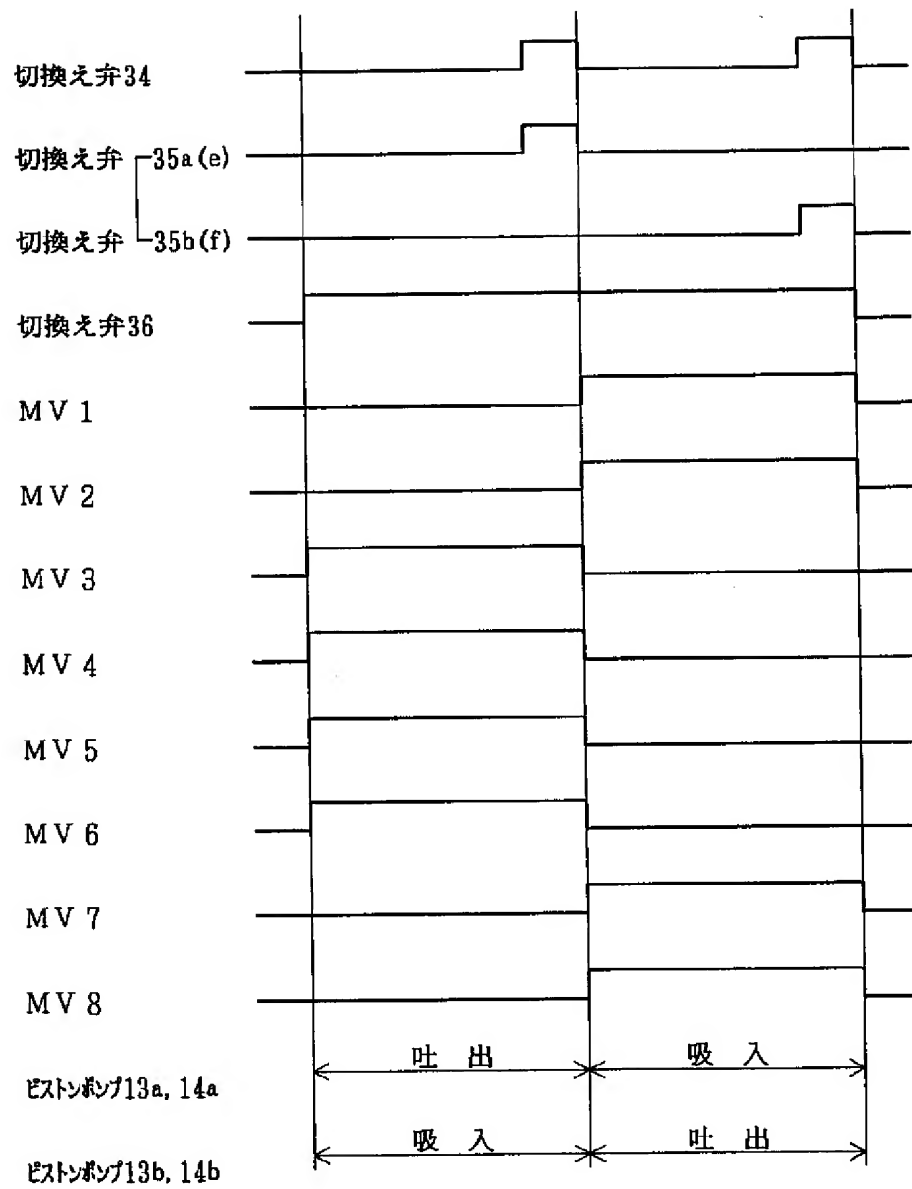 切換え弁34
切換え弁 35a(e)
切換え弁 35b(f)
切換え弁36
MV1
MV2
MV3
MV4
MV5
MV6
MV7
MV8
吐出 吸入
ピストンポンプ13a, 14a
吸入 吐出
ピストンポンプ13b, 14b